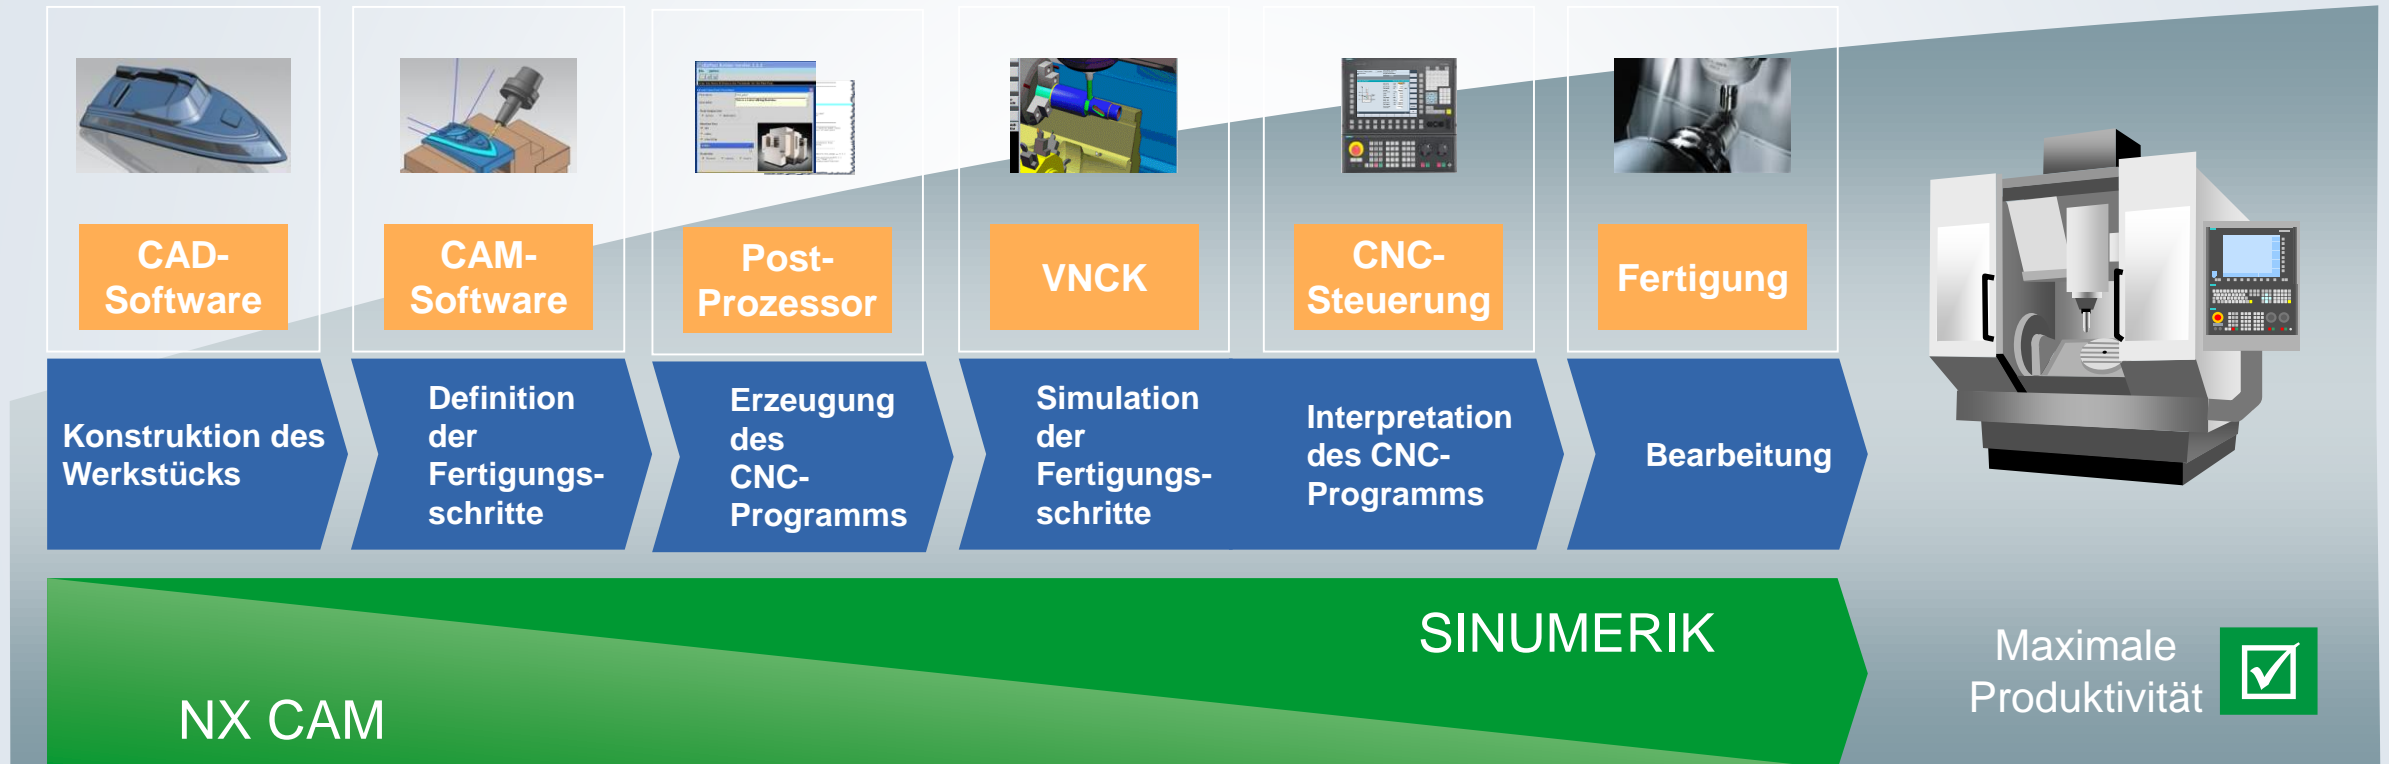 CAD-
Software
CAM-
Software
Post-
Prozessor
VNCK
CNC-
Steuerung
Fertigung
Konstruktion des
Werkstücks
Definition
der
Fertigungs-
schritte
Erzeugung
des
CNC-
Programms
Simulation
der
Fertigungs-
schritte
Interpretation
des CNC-
Programms
Bearbeitung
SINUMERIK
NX CAM
Maximale
Produktivität